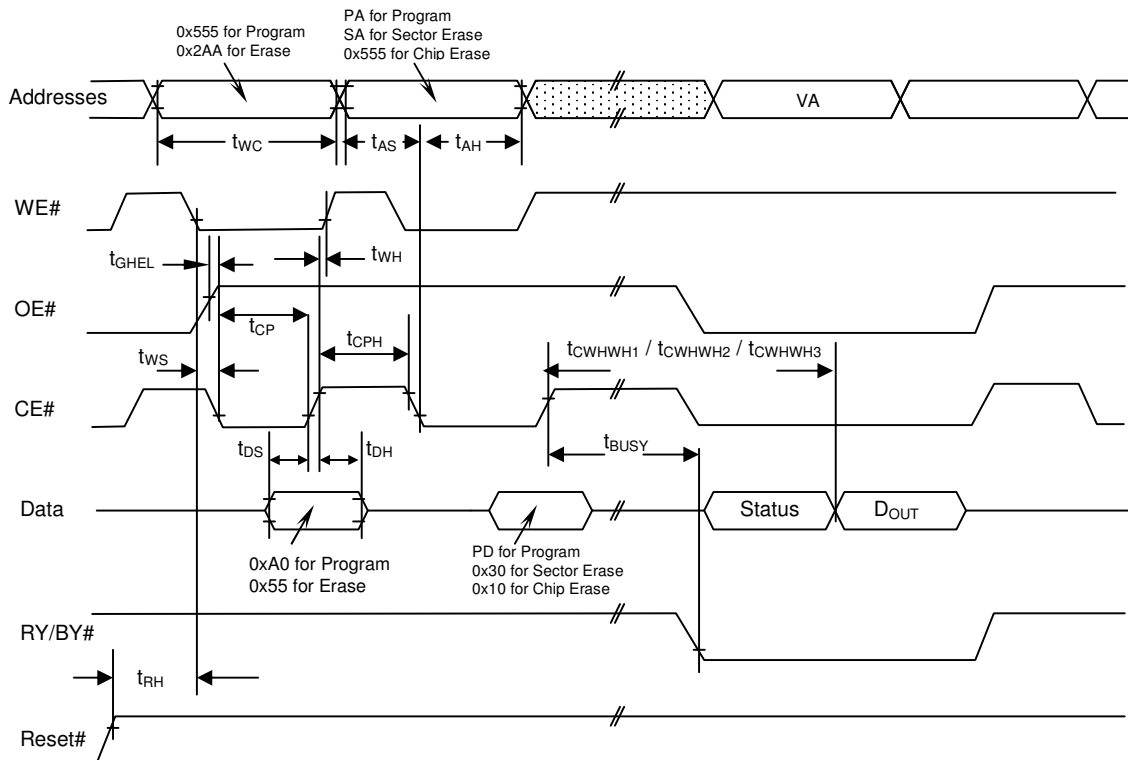 0x555 for Program
0x2AA for Erase
PA for Program
SA for Sector Erase
0x555 for Chip Erase
Addresses
VA
tWC
tAS
tAH
WE#
tGHEL
tWH
OE#
tCP
tWS
tCPH
tCWHWH1 / tCWHWH2 / tCWHWH3
CE#
tDS
tDH
tBUSY
Data
Status
DOUT
0xA0 for Program
0x55 for Erase
PD for Program
0x30 for Sector Erase
0x10 for Chip Erase
RY/BY#
tRH
Reset#